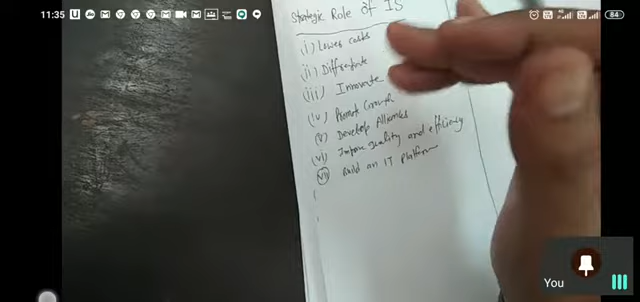 11:35
84
Strategic Role of IS
(i) Lower costs
(ii) Diffrentiate
(iii) Innovate
(iv) Promote Growth
(v) Develop Alliances
(vi) Improve quality and efficiency
(vii) Build an IT Platform
You